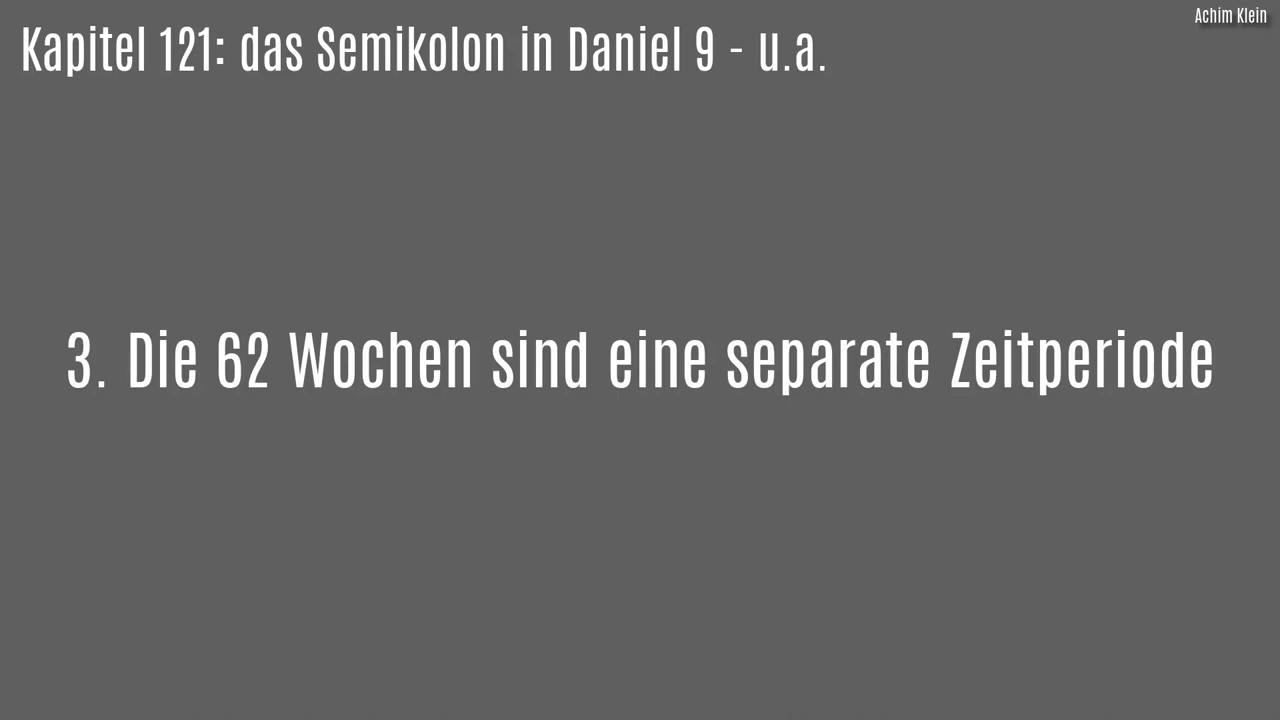 Achim Klein
Kapitel 121: das Semikolon in Daniel 9 - u.a.
3. Die 62 Wochen sind eine separate Zeitperiode